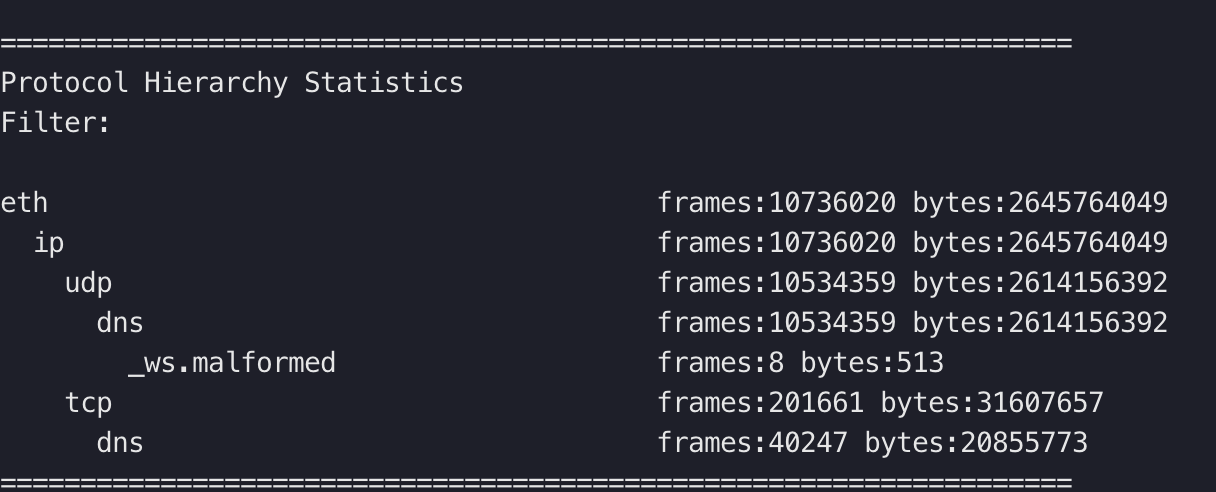 ===================================================================
Protocol Hierarchy Statistics
Filter:

eth                                      frames:10736020 bytes:2645764049
  ip                                     frames:10736020 bytes:2645764049
    udp                                  frames:10534359 bytes:2614156392
      dns                                frames:10534359 bytes:2614156392
        _ws.malformed                    frames:8 bytes:513
    tcp                                  frames:201661 bytes:31607657
      dns                                frames:40247 bytes:20855773
===================================================================